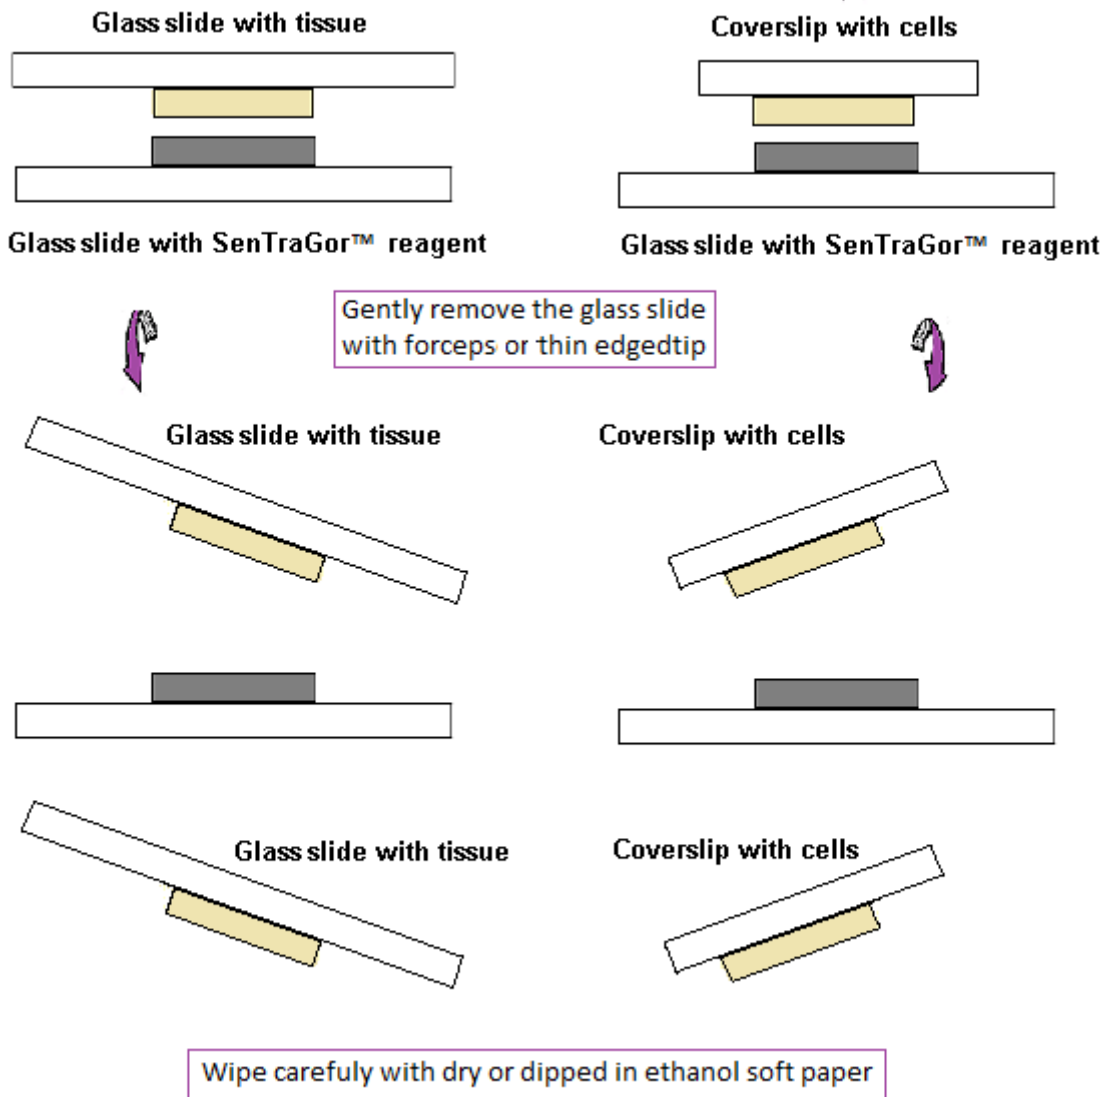 Glass slide with tissue
Coverslip with cells
Glass slide with SenTraGor™ reagent
Glass slide with SenTraGor™ reagent
Gently remove the glass slide
with forceps or thin edgedtip
Glass slide with tissue
Coverslip with cells
Glass slide with tissue
Coverslip with cells
Wipe carefuly with dry or dipped in ethanol soft paper